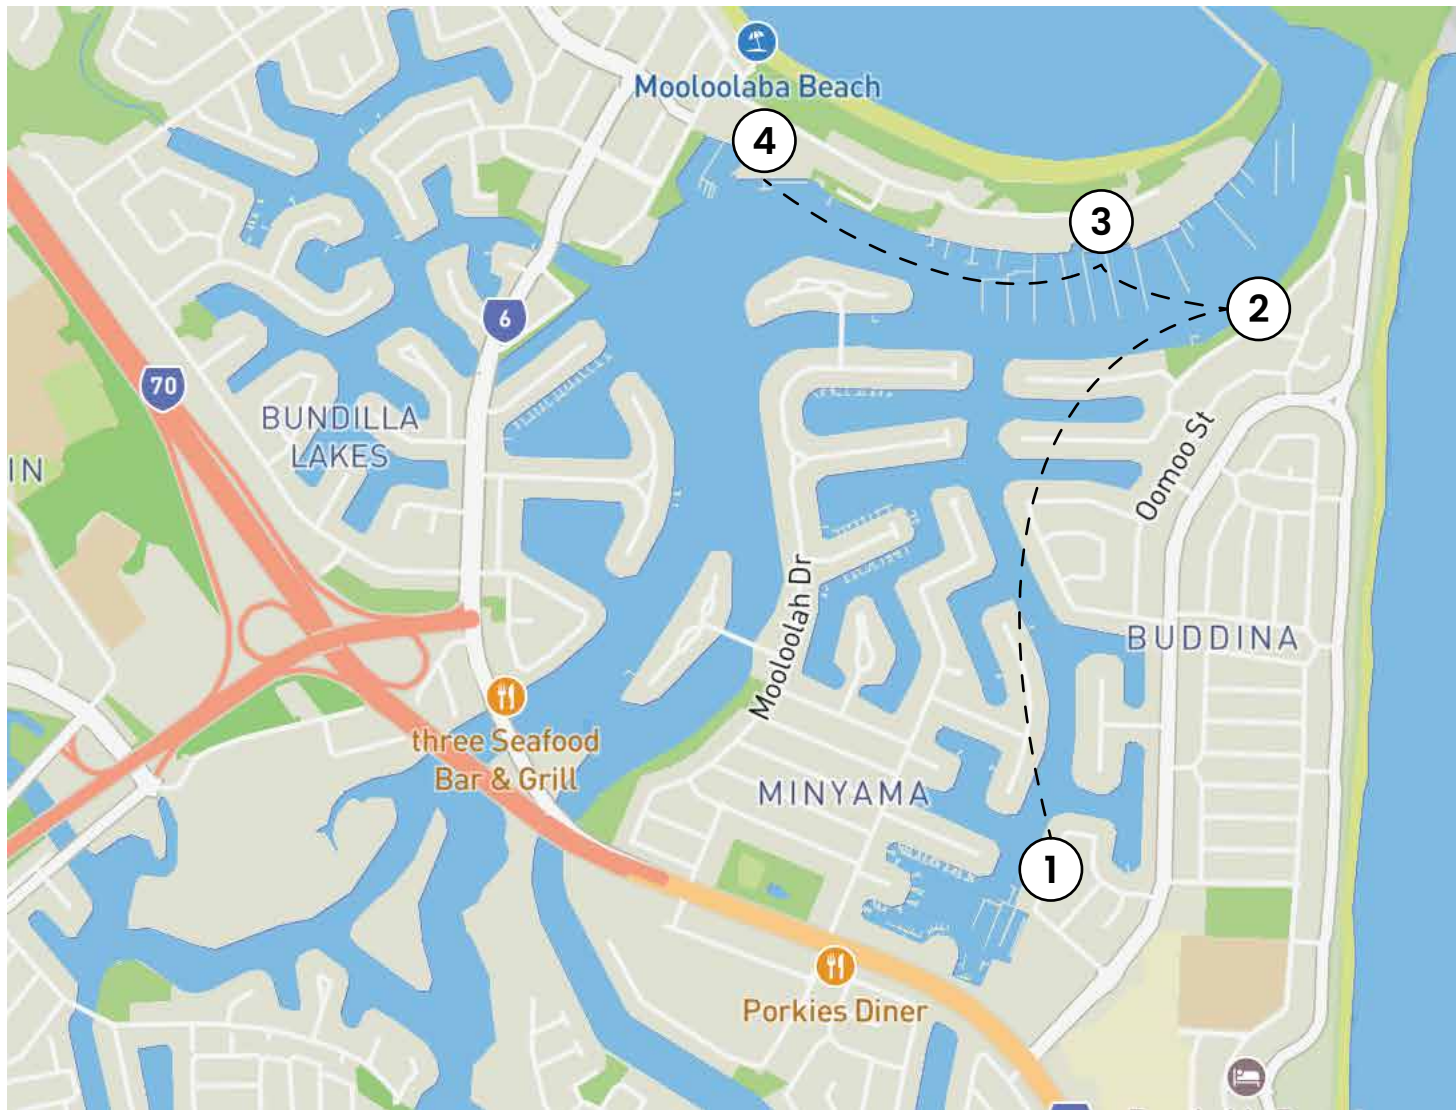 Mooloolaba Beach
4
3
2
6
70
BUNDILLA
LAKES
IN
Oomoo St
Mooloolah Dr
BUDDINA
three Seafood
Bar & Grill
MINYAMA
1
Porkies Diner